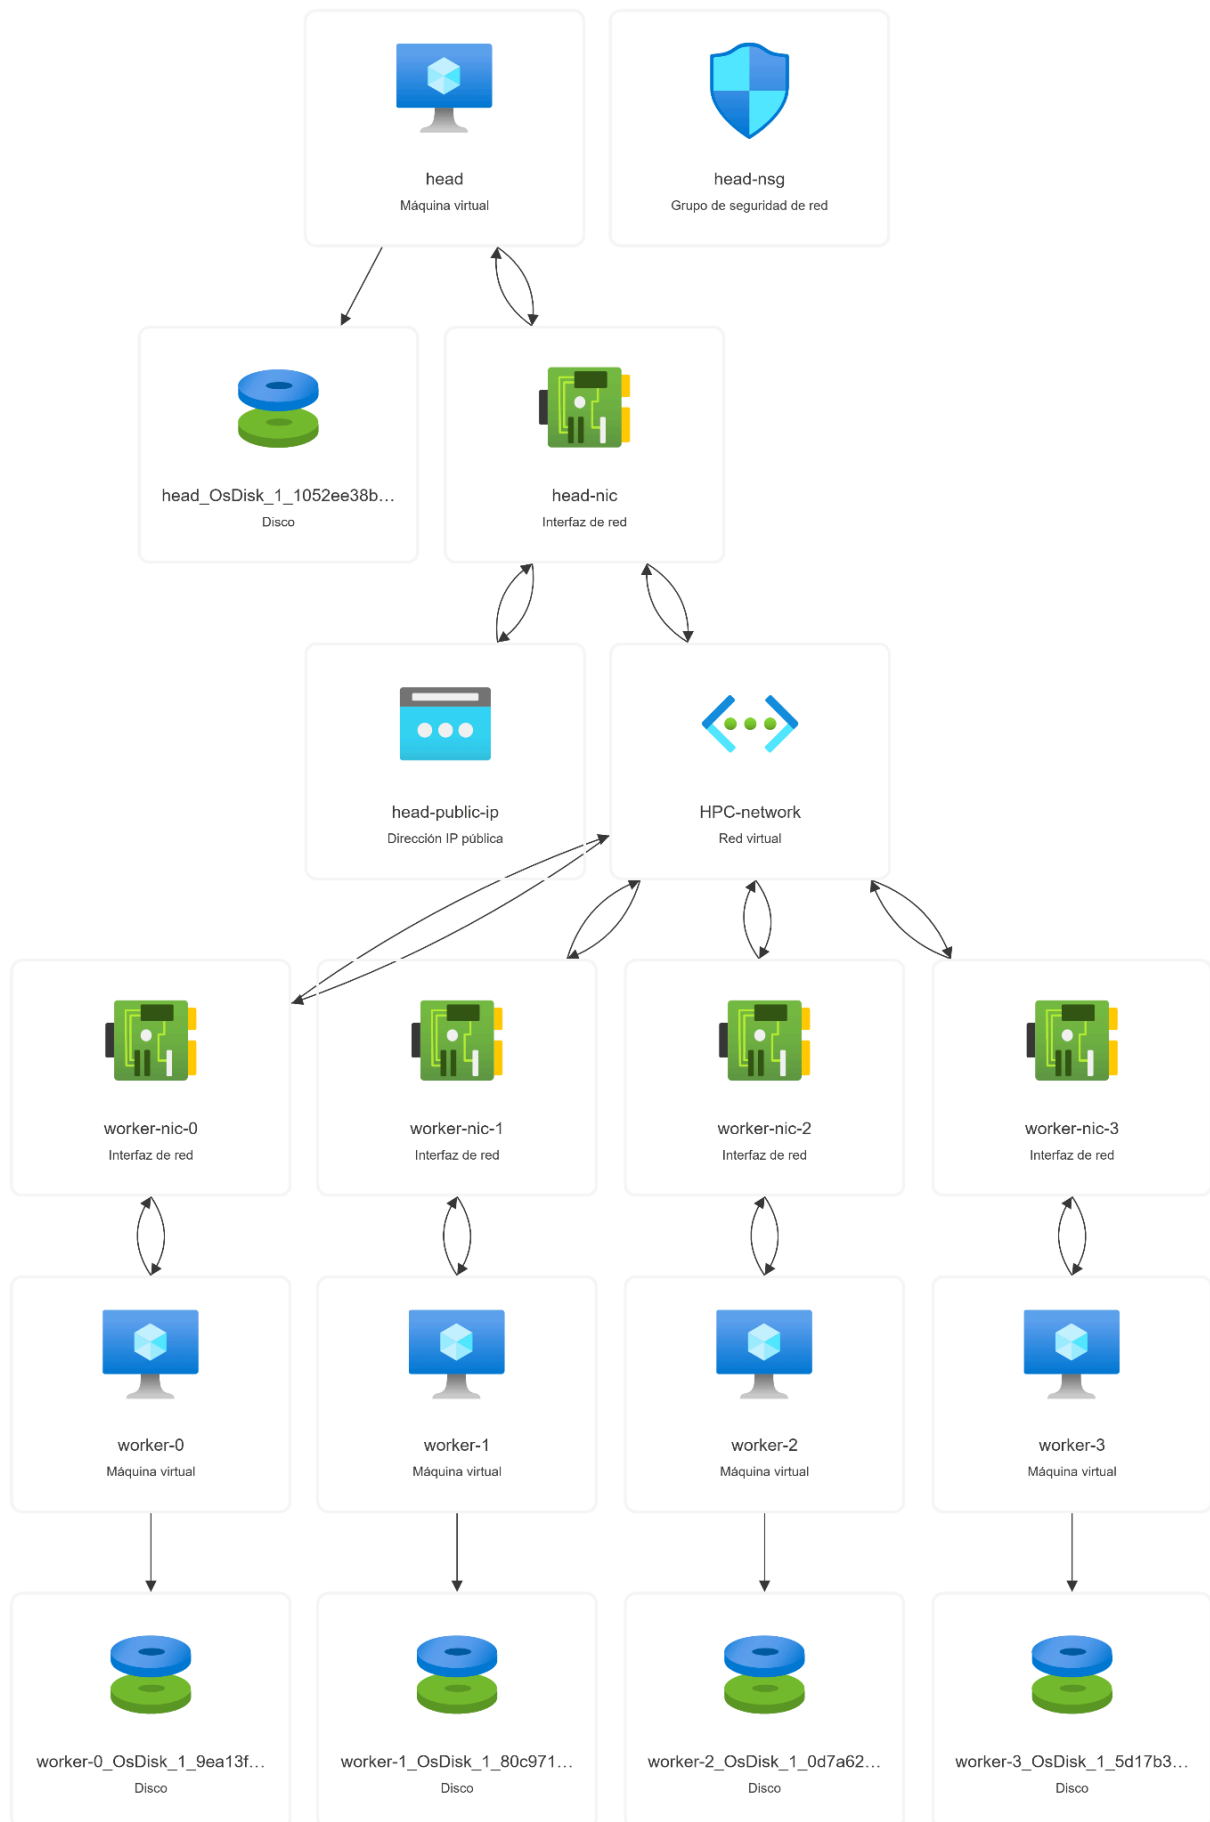 head
Máquina virtual
head-nsg
Grupo de seguridad de red
head_OsDisk_1_1052ee38b...
Disco
head-nic
Interfaz de red
head-public-ip
Dirección IP pública
HPC-network
Red virtual
worker-nic-0
Interfaz de red
worker-nic-1
Interfaz de red
worker-nic-2
Interfaz de red
worker-nic-3
Interfaz de red
worker-0
Máquina virtual
worker-1
Máquina virtual
worker-2
Máquina virtual
worker-3
Máquina virtual
worker-0_OsDisk_1_9ea13f...
Disco
worker-1_OsDisk_1_80c971...
Disco
worker-2_OsDisk_1_0d7a62...
Disco
worker-3_OsDisk_1_5d17b3...
Disco